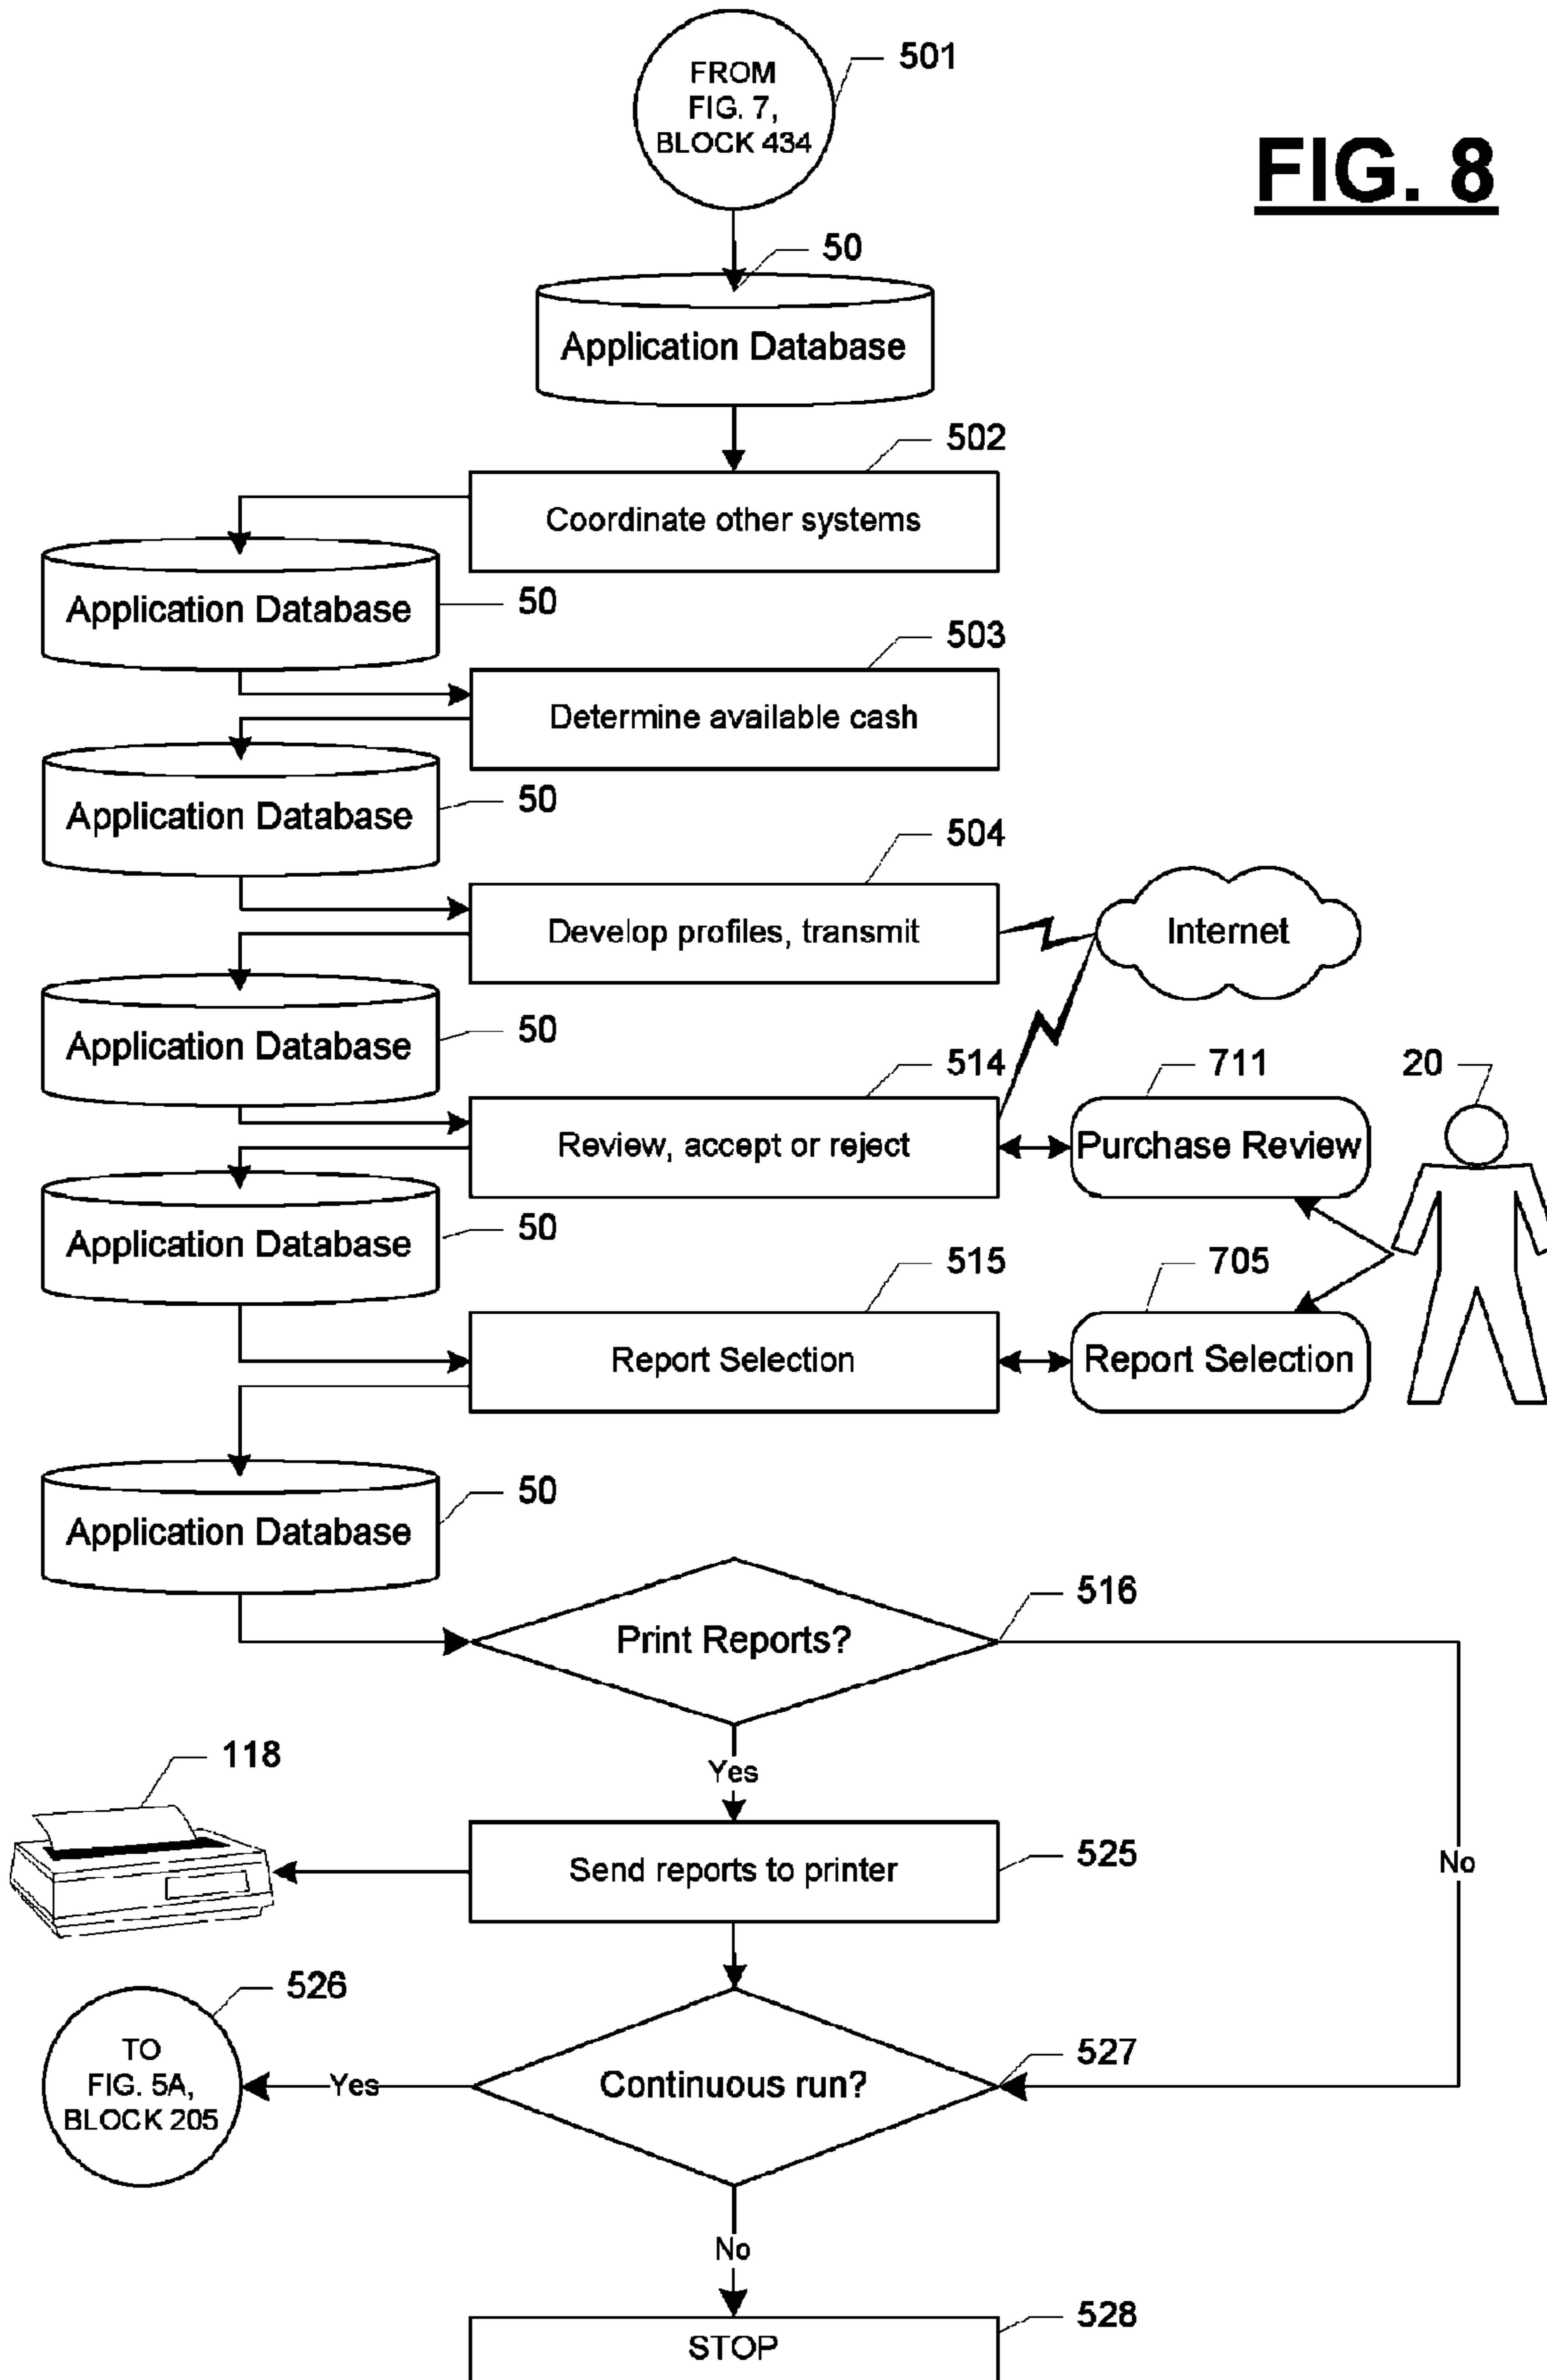 FROM
FIG. 7,
BLOCK 434
501
FIG. 8
50
Application Database
502
Coordinate other systems
Application Database
50
503
Determine available cash
Application Database
50
504
Develop profiles, transmit
Internet
Application Database
50
514
Review, accept or reject
711
Purchase Review
20
Application Database
50
515
Report Selection
705
Report Selection
Application Database
50
516
Print Reports?
Yes
No
118
Send reports to printer
525
526
TO
FIG. 5A,
BLOCK 205
Yes
Continuous run?
527
No
STOP
528